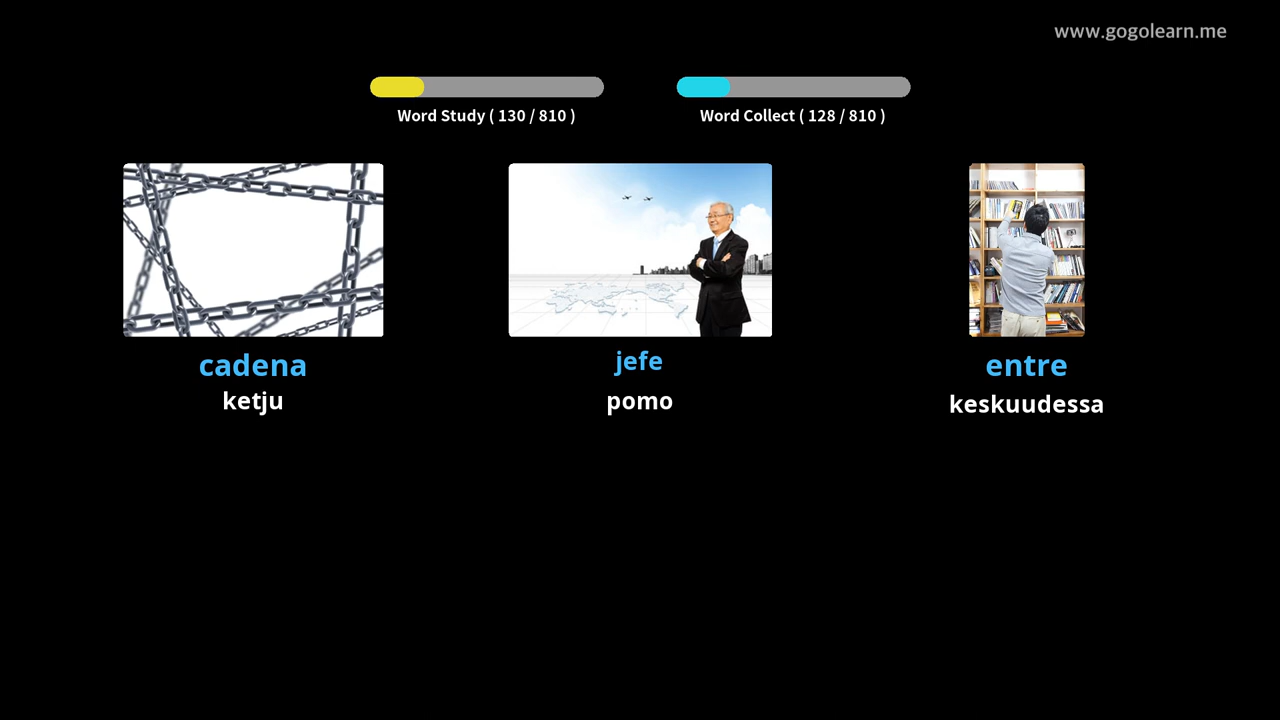 www.gogolearn.me
Word Study ( 130 / 810 )
Word Collect ( 128 / 810 )
cadena
ketju
jefe
pomo
entre
keskuudessa